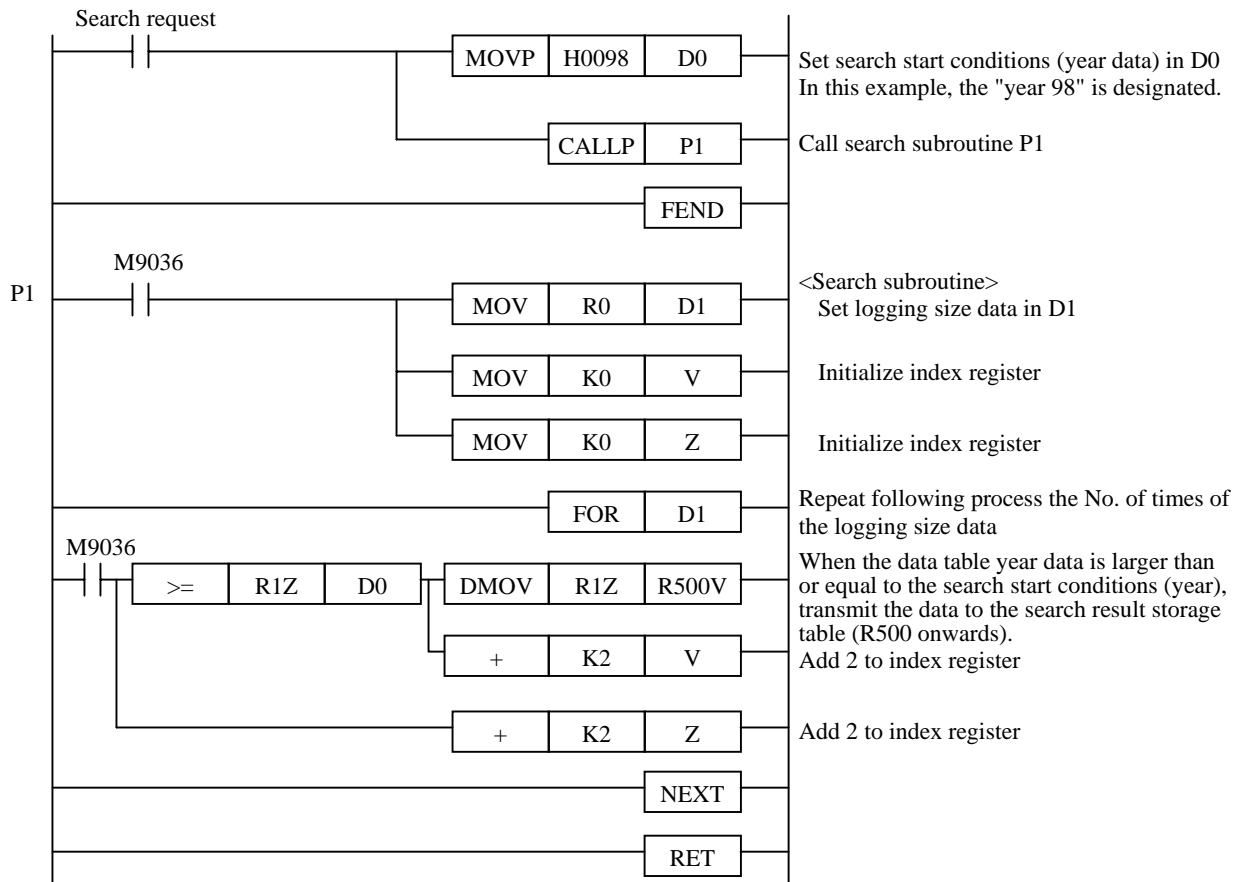 Search request
MOVP H0098 D0
Set search start conditions (year data) in D0
In this example, the "year 98" is designated.
CALLP P1
Call search subroutine P1
FEND
M9036
P1
<Search subroutine>
MOV R0 D1
Set logging size data in D1
MOV K0 V
Initialize index register
MOV K0 Z
Initialize index register
FOR D1
Repeat following process the No. of times of
the logging size data
M9036
>= R1Z D0 DMOV R1Z R500V
When the data table year data is larger than
or equal to the search start conditions (year),
transmit the data to the search result storage
table (R500 onwards).
+ K2 V
Add 2 to index register
+ K2 Z
Add 2 to index register
NEXT
RET